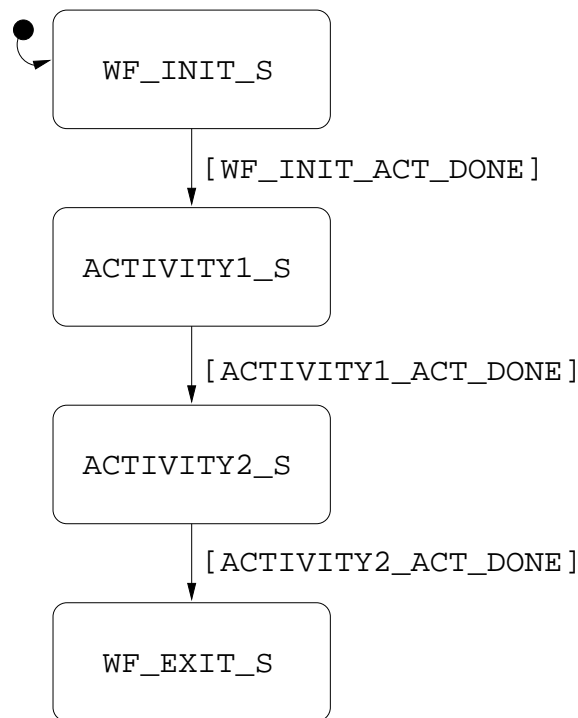 WF_INIT_S
[WF_INIT_ACT_DONE]
ACTIVITY1_S
[ACTIVITY1_ACT_DONE]
ACTIVITY2_S
[ACTIVITY2_ACT_DONE]
WF_EXIT_S